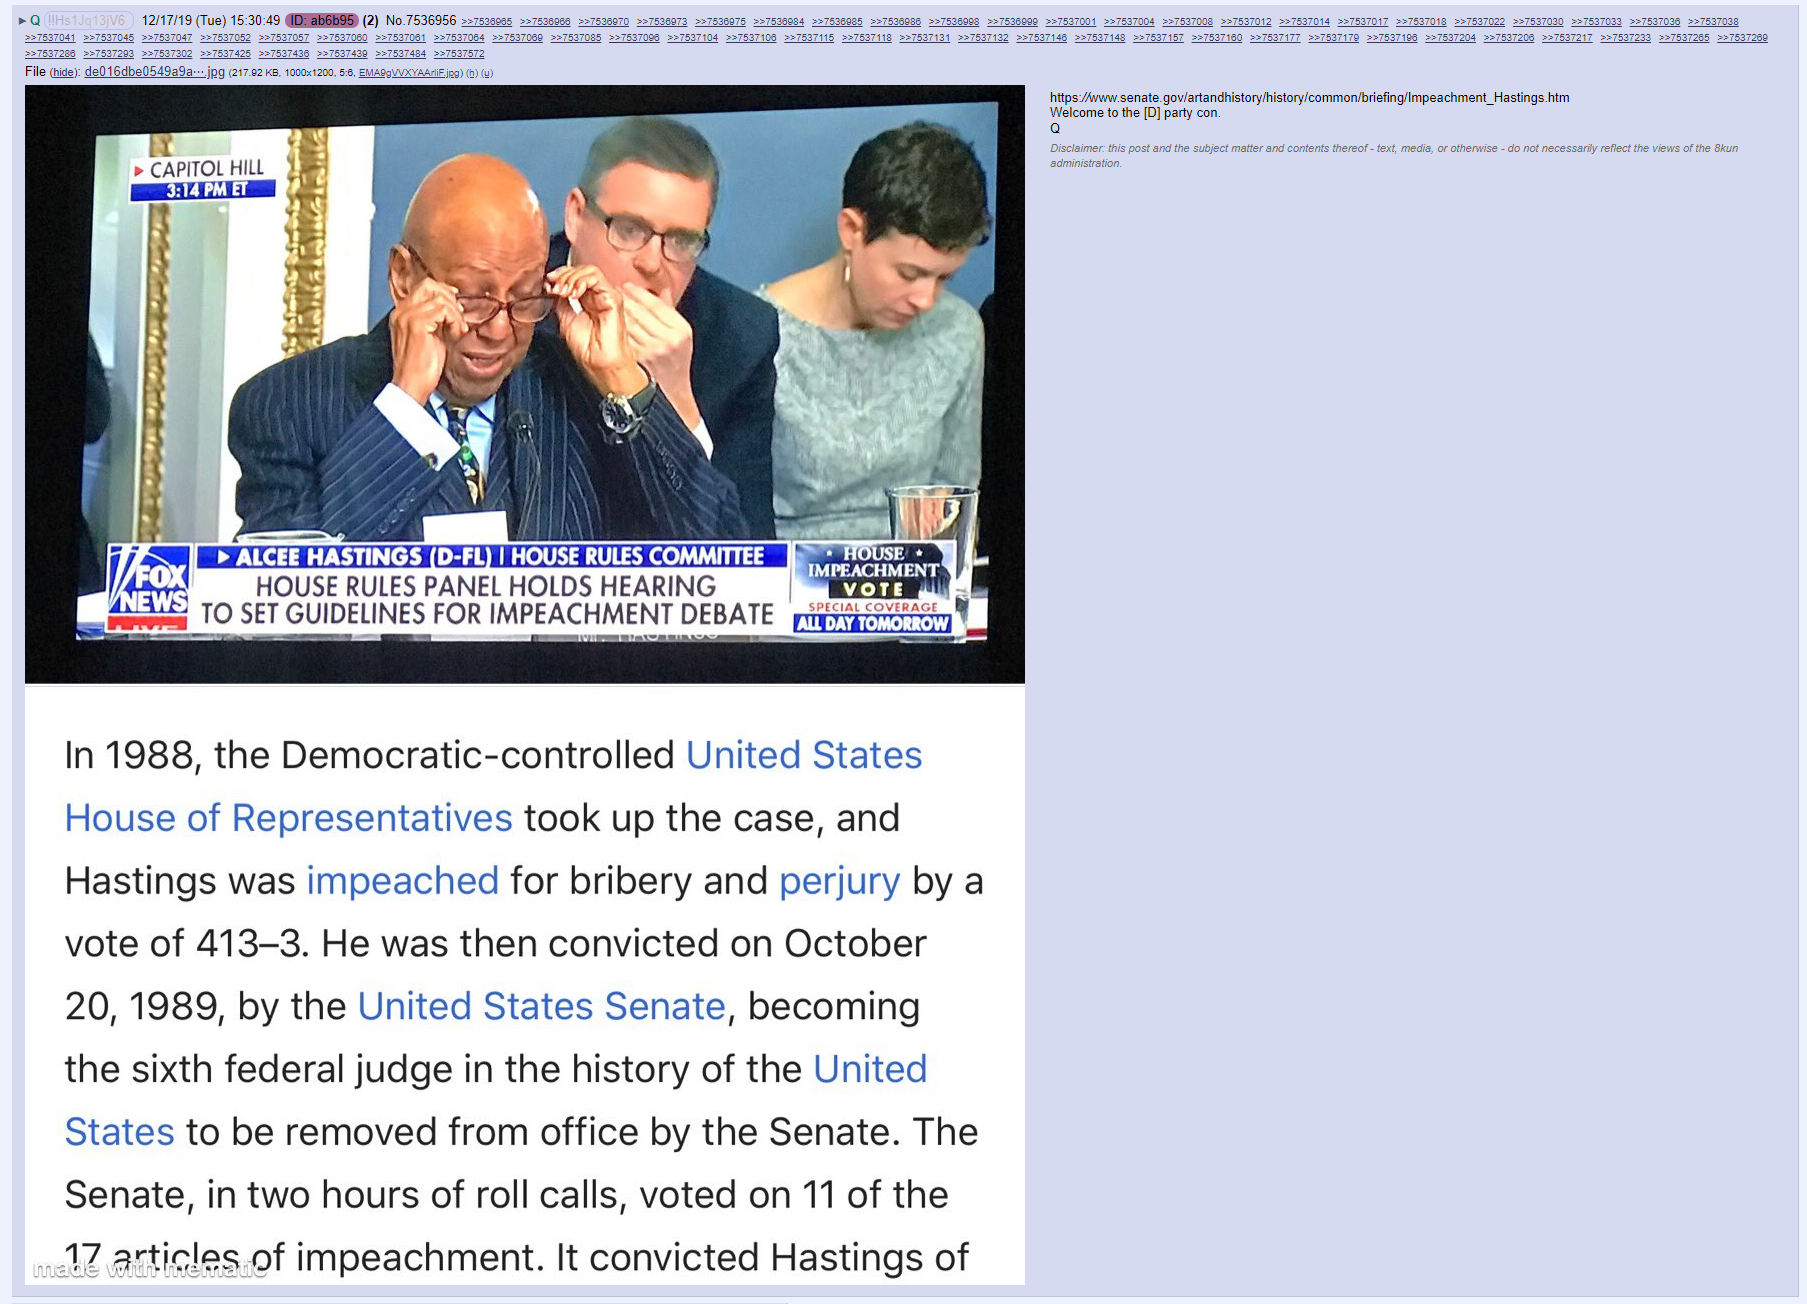 ▶ Q !!Hs1Jq13jV6 12/17/19 (Tue) 15:30:49 ID: ab6b95 (2) No.7536956 >>7536965 >>7536966 >>7536970 >>7536973 >>7536975 >>7536984 >>7536985 >>7536986 >>7536998 >>7536999 >>7537001 >>7537004 >>7537008 >>7537012 >>7537014 >>7537017 >>7537018 >>7537022 >>7537030 >>7537033 >>7537036 >>7537038
>>7537041 >>7537045 >>7537047 >>7537052 >>7537057 >>7537060 >>7537061 >>7537064 >>7537069 >>7537085 >>7537096 >>7537104 >>7537106 >>7537115 >>7537118 >>7537131 >>7537132 >>7537146 >>7537148 >>7537157 >>7537160 >>7537177 >>7537179 >>7537196 >>7537204 >>7537206 >>7537217 >>7537233 >>7537265 >>7537269
>>7537286 >>7537293 >>7537302 >>7537425 >>7537436 >>7537439 >>7537484 >>7537572
File (hide): de016dbe0549a9a···.jpg (217.92 KB, 1000x1200, 5:6, EMA9gVVXYAArliF.jpg) (h) (u)
https://www.senate.gov/artandhistory/history/common/briefing/Impeachment_Hastings.htm
Welcome to the [D] party con.
Q
Disclaimer: this post and the subject matter and contents thereof - text, media, or otherwise - do not necessarily reflect the views of the 8kun
administration.
CAPITOL HILL
3:14 PM ET
FOX
NEWS
ALCEE HASTINGS (D-FL) | HOUSE RULES COMMITTEE
HOUSE RULES PANEL HOLDS HEARING
TO SET GUIDELINES FOR IMPEACHMENT DEBATE
HOUSE
IMPEACHMENT
VOTE
SPECIAL COVERAGE
ALL DAY TOMORROW
In 1988, the Democratic-controlled United States
House of Representatives took up the case, and
Hastings was impeached for bribery and perjury by a
vote of 413–3. He was then convicted on October
20, 1989, by the United States Senate, becoming
the sixth federal judge in the history of the United
States to be removed from office by the Senate. The
Senate, in two hours of roll calls, voted on 11 of the
17 articles of impeachment. It convicted Hastings of
made with mematic